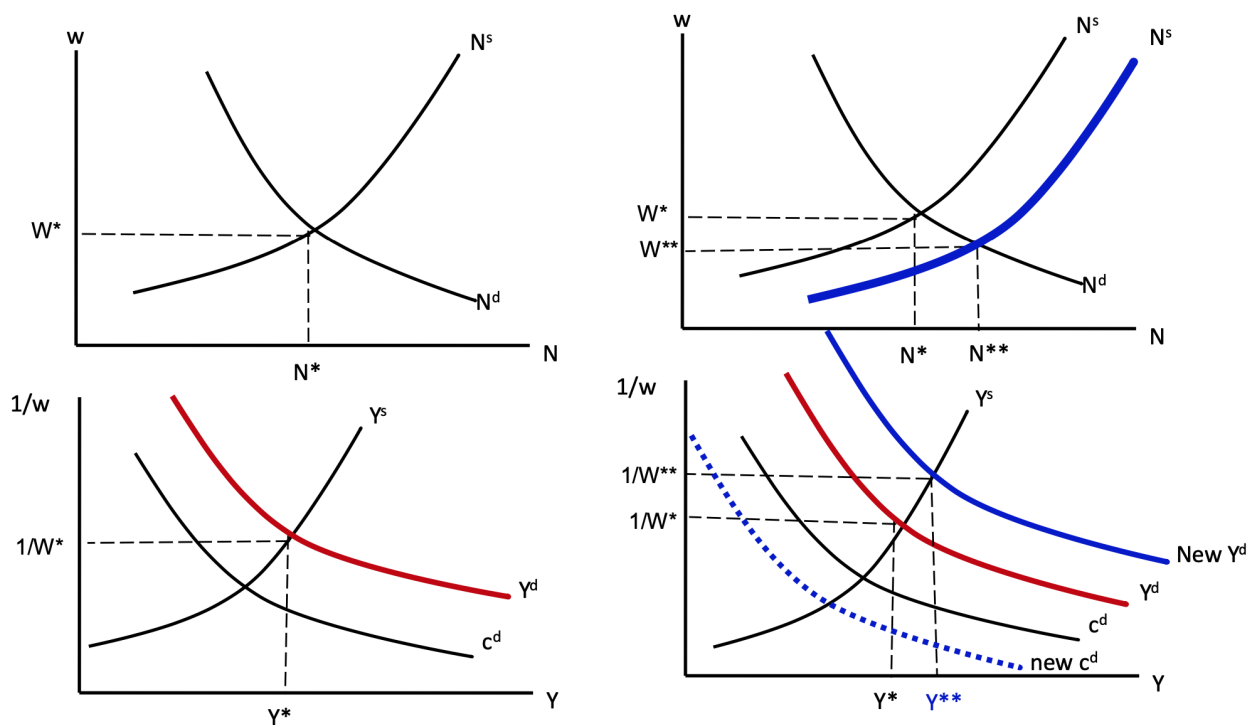 w
Nˢ
W*
Nᵈ
N
N*
w
Nˢ
Nˢ
W*
W**
Nᵈ
N
N*
N**
1/w
Yˢ
1/W*
Yᵈ
cᵈ
Y
Y*
1/w
Yˢ
1/W**
1/W*
New Yᵈ
Yᵈ
cᵈ
new cᵈ
Y
Y*
Y**